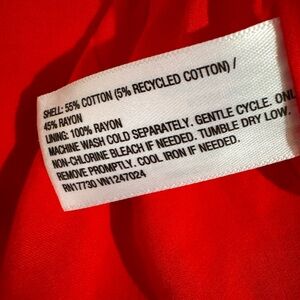 SHELL: 55% COTTON (5% RECYCLED COTTON) /
45% RAYON
LINING: 100% RAYON
MACHINE WASH COLD SEPARATELY. GENTLE CYCLE. ONL
NON-CHLORINE BLEACH IF NEEDED. TUMBLE DRY LOW.
REMOVE PROMPTLY. COOL IRON IF NEEDED.
RN17730 VN1247024